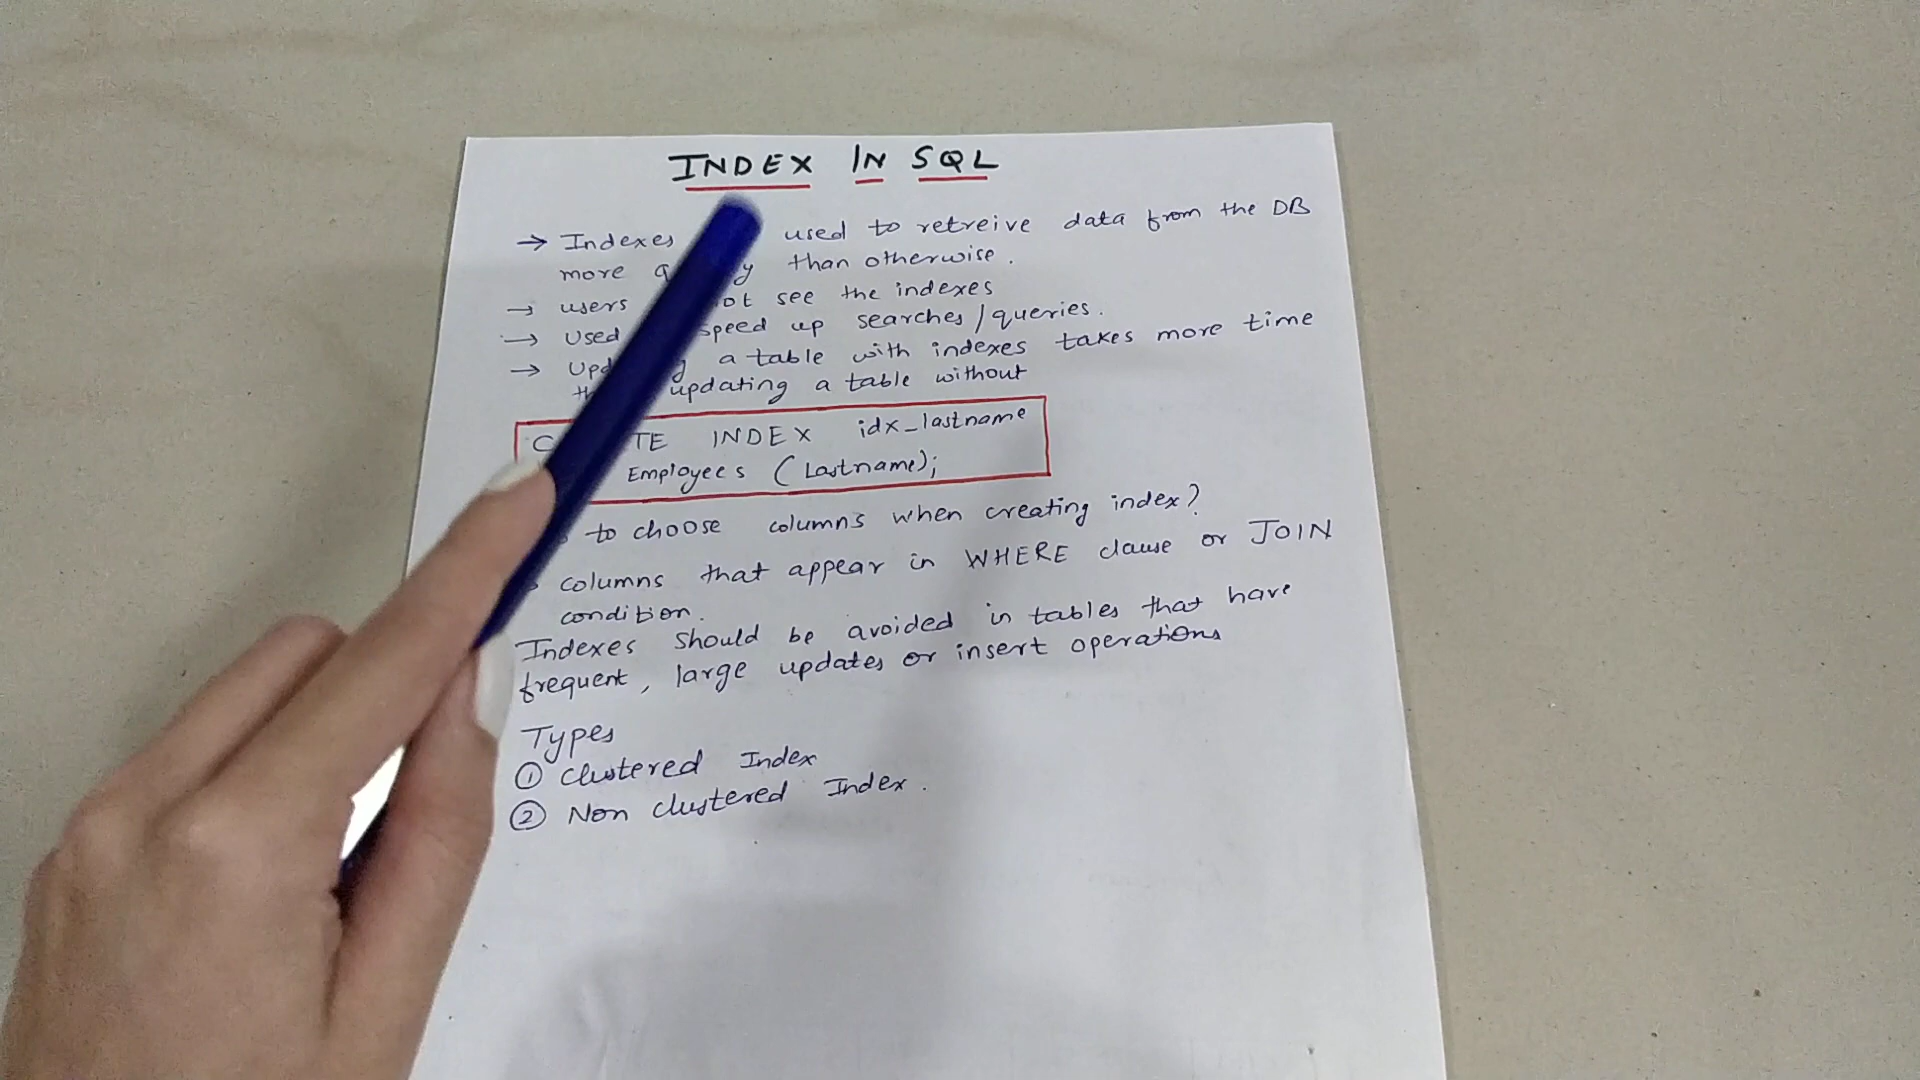 INDEX IN SQL
→ Indexes used to retreive data from the DB
more than otherwise.
→ users see the indexes
→ Used speed up searches/queries.
→ a table with indexes takes more time
updating a table without
INDEX idx_lastname
Employees (Lastname);
to choose columns when creating index?
columns that appear in WHERE clause or JOIN
condition.
Indexes should be avoided in tables that have
frequent, large updates or insert operations
Types
① Clustered Index
② Non clustered Index.